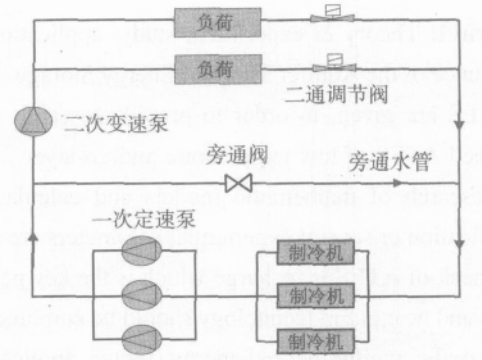 负荷
负荷
二通调节阀
二次变速泵
旁通阀
旁通水管
一次定速泵
制冷机
制冷机
制冷机